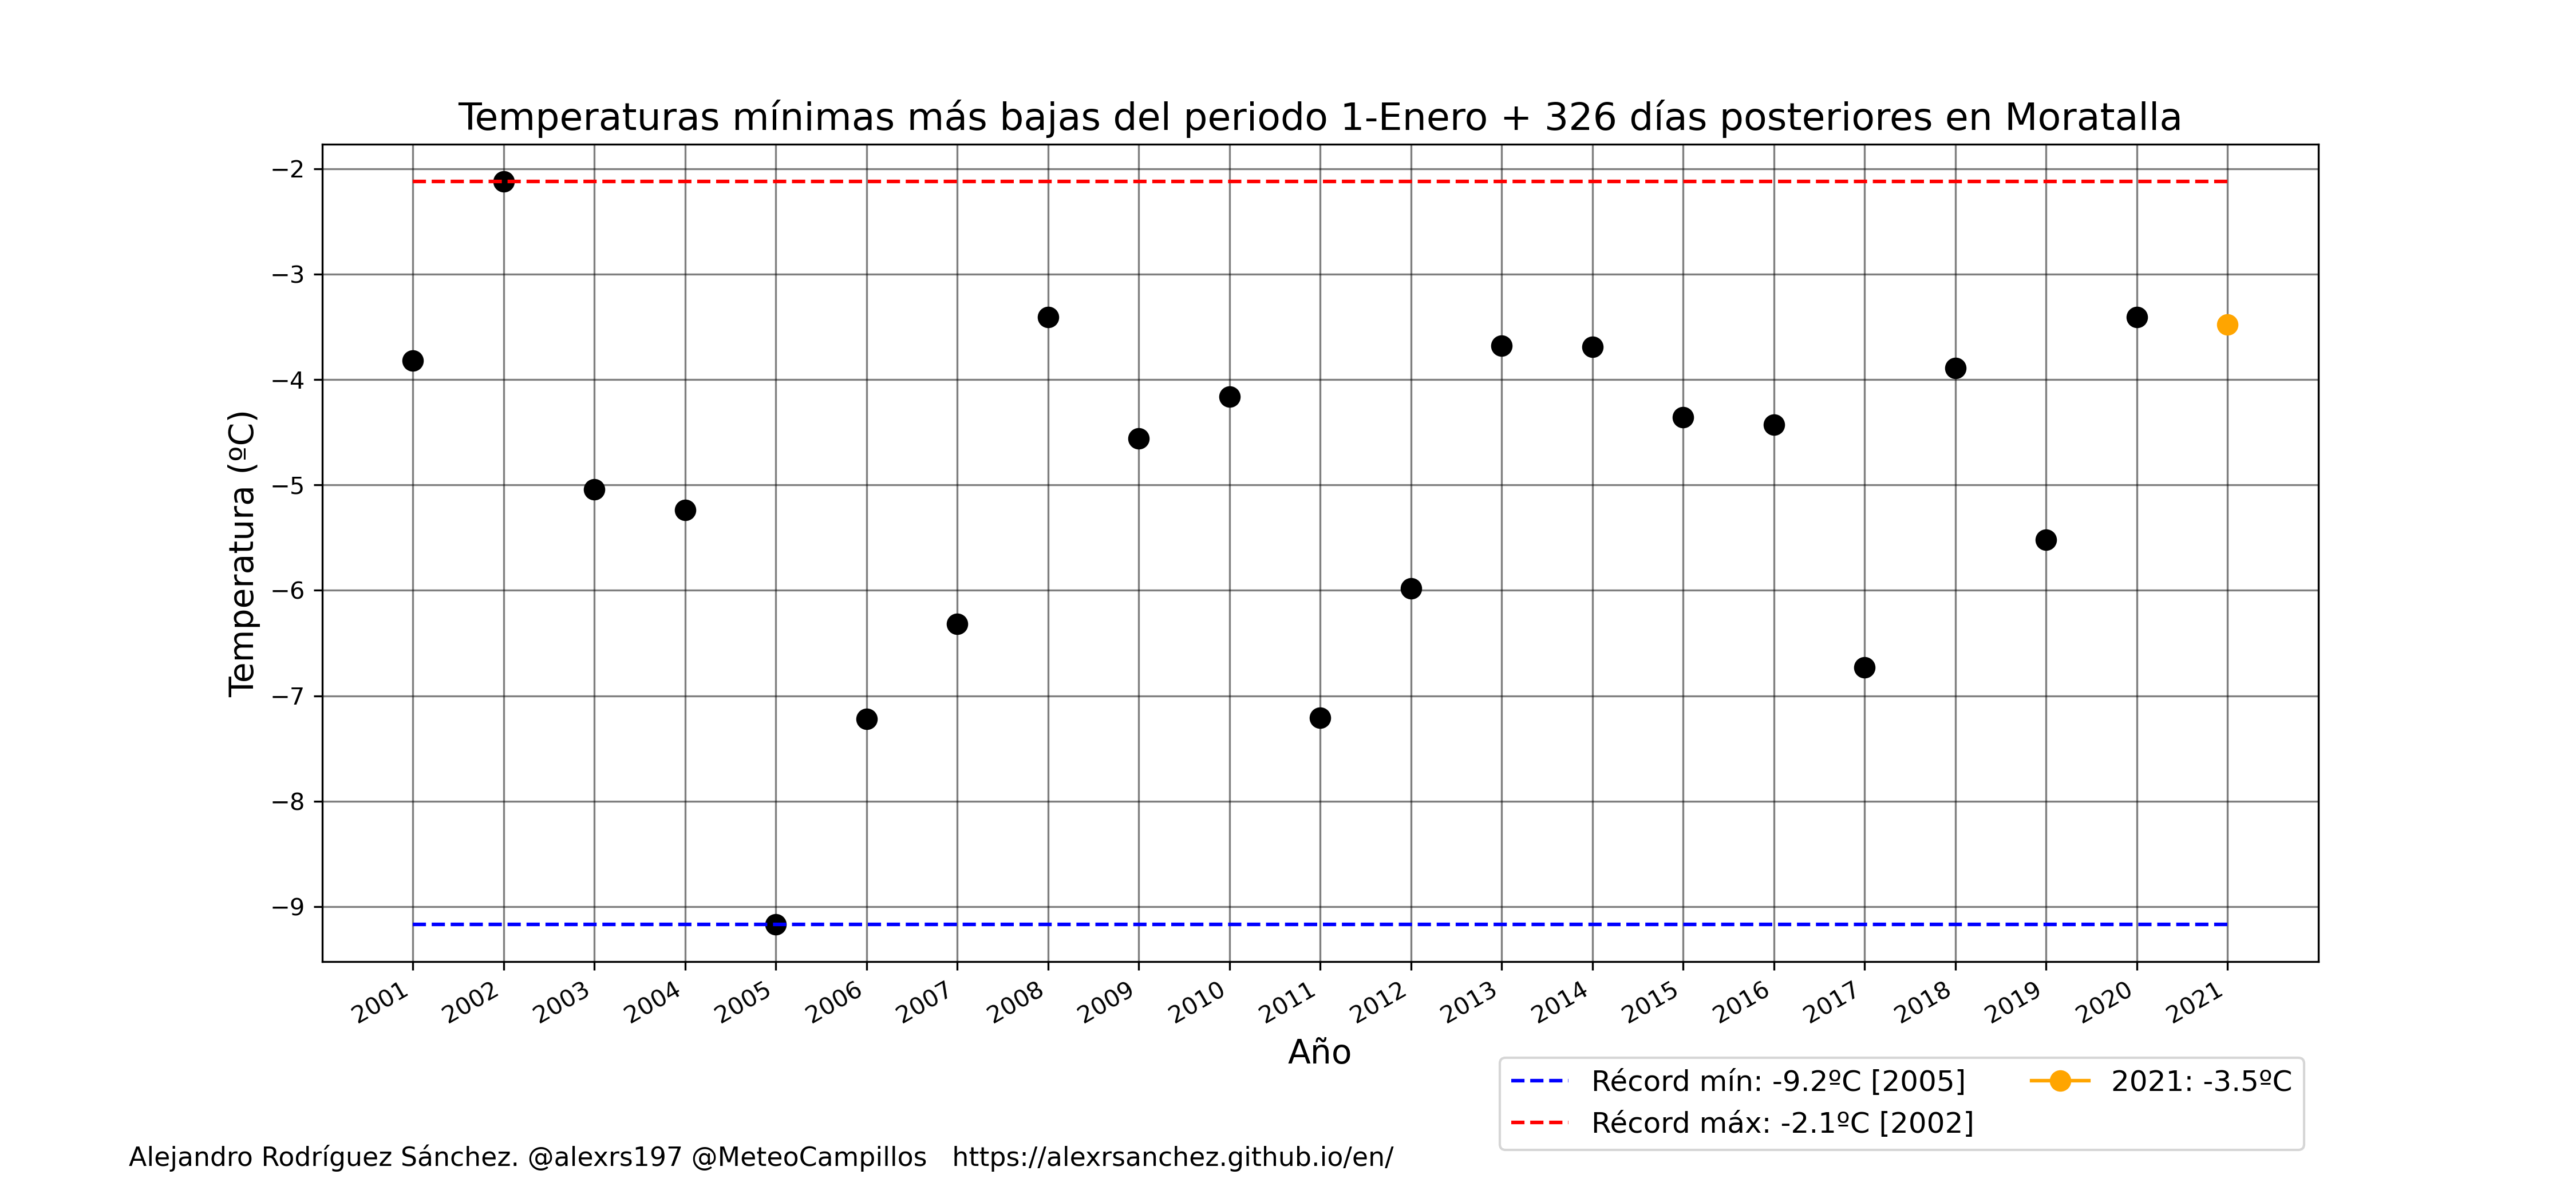 Temperaturas mínimas más bajas del periodo 1-Enero + 326 días posteriores en Moratalla
Temperatura (ºC)
−2
−3
−4
−5
−6
−7
−8
−9
2001 2002 2003 2004 2005 2006 2007 2008 2009 2010 2011 2012 2013 2014 2015 2016 2017 2018 2019 2020 2021
Año
Récord mín: -9.2ºC [2005]
Récord máx: -2.1ºC [2002]
2021: -3.5ºC
Alejandro Rodríguez Sánchez. @alexrs197 @MeteoCampillos https://alexrsanchez.github.io/en/